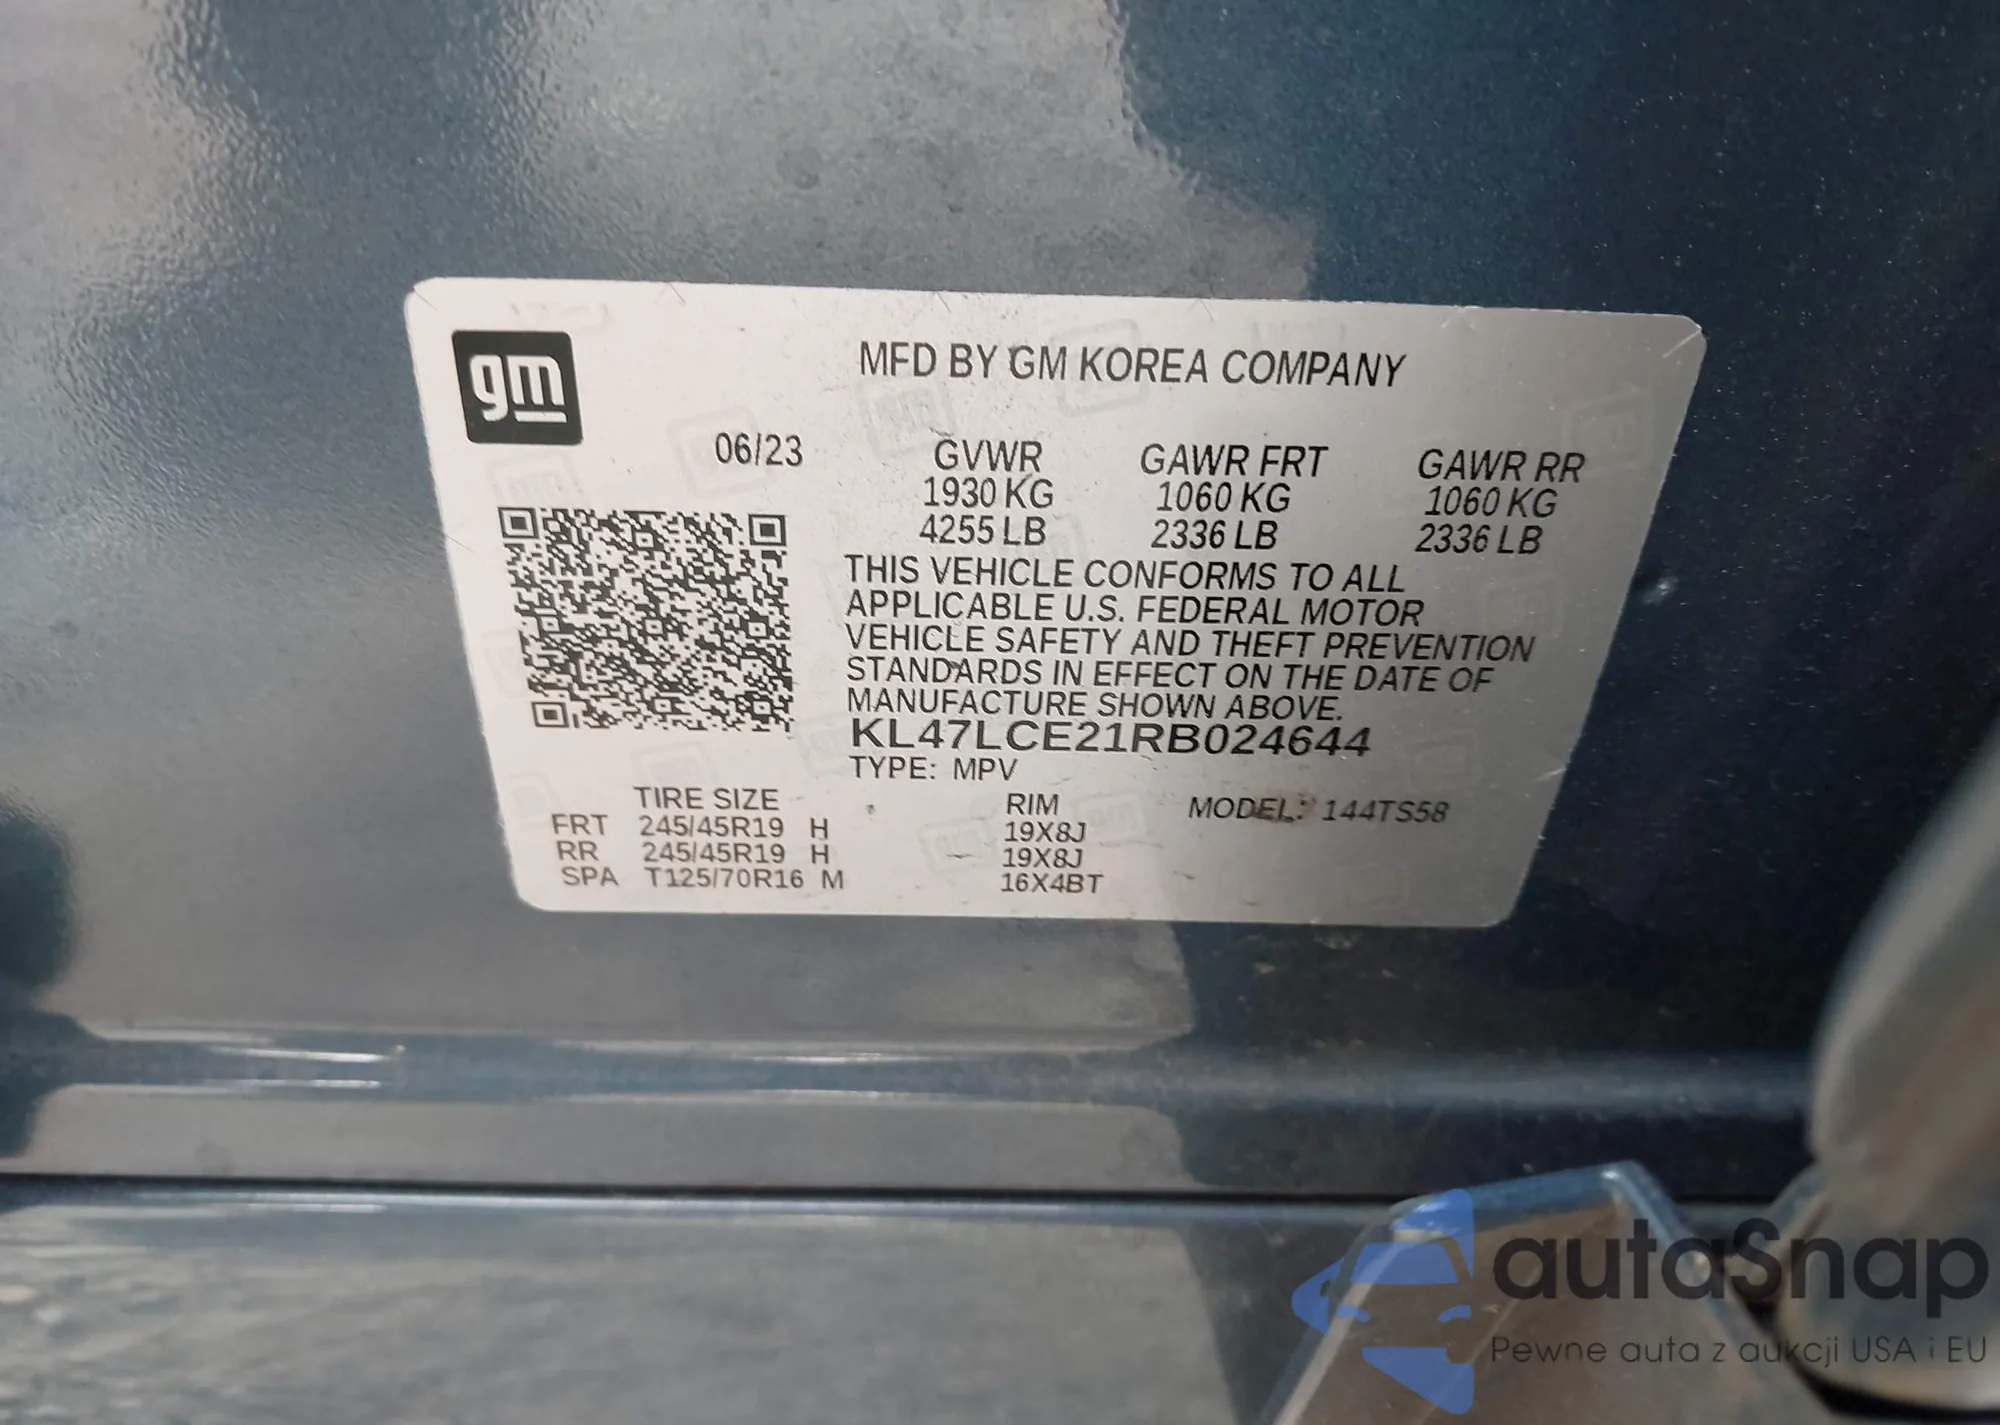 gm
MFD BY GM KOREA COMPANY
06/23 GVWR GAWR FRT GAWR RR
1930 KG 1060 KG 1060 KG
4255 LB 2336 LB 2336 LB
THIS VEHICLE CONFORMS TO ALL
APPLICABLE U.S. FEDERAL MOTOR
VEHICLE SAFETY AND THEFT PREVENTION
STANDARDS IN EFFECT ON THE DATE OF
MANUFACTURE SHOWN ABOVE.
KL47LCE21RB024644
TYPE: MPV
TIRE SIZE RIM MODEL: 144TS58
FRT 245/45R19 H 19X8J
RR 245/45R19 H 19X8J
SPA T125/70R16 M 16X4BT
autaSnap
Pewne auta z aukcji USA i EU